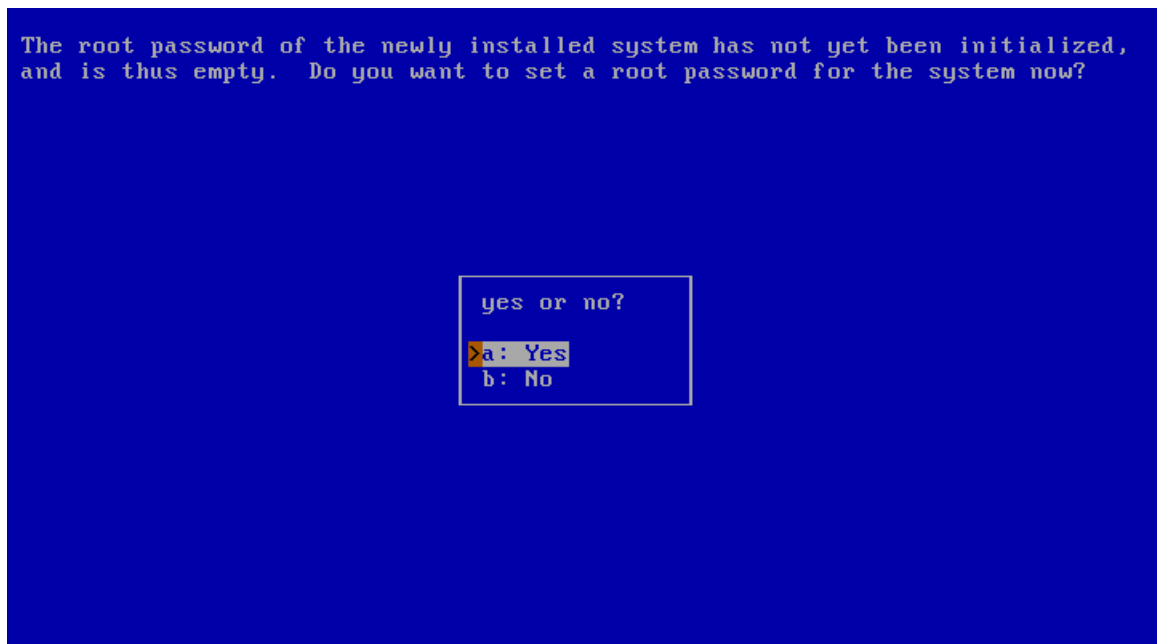 The root password of the newly installed system has not yet been initialized,
and is thus empty.  Do you want to set a root password for the system now?
yes or no?
>a: Yes
b: No